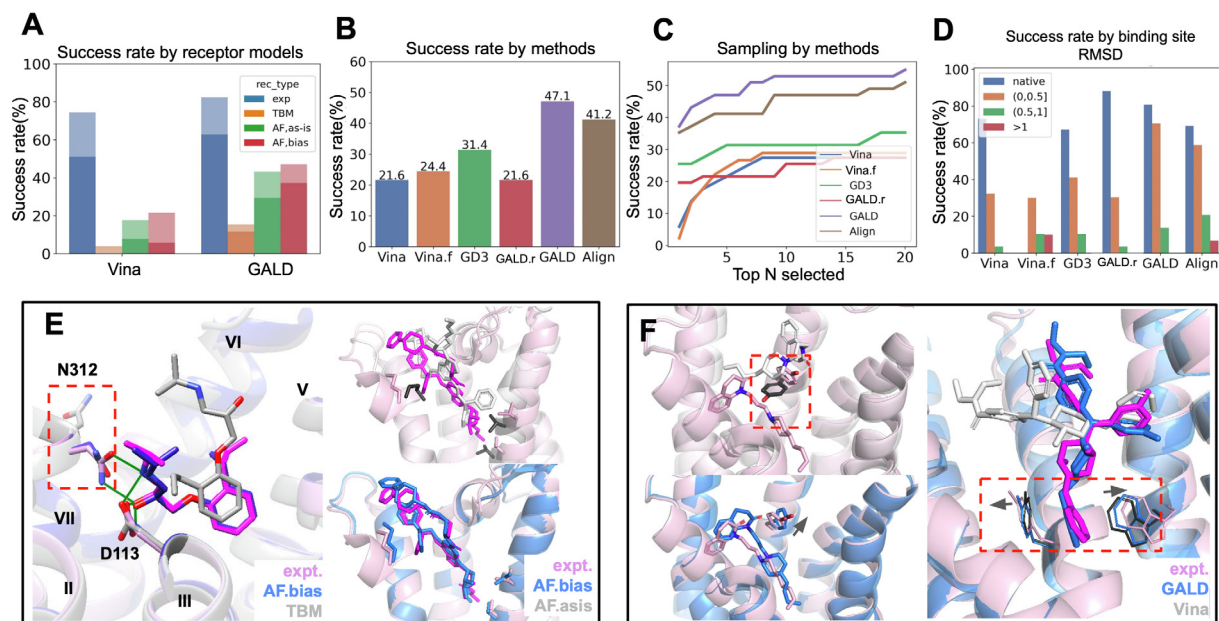 A
Success rate by receptor models
Success rate(%)
100
80
60
40
20
0
rec_type
exp
TBM
AF,as-is
AF,bias
Vina
GALD
B
Success rate by methods
Success rate(%)
60
50
40
30
20
10
0
21.6
24.4
31.4
21.6
47.1
41.2
Vina
Vina.f
GD3
GALD.r
GALD
Align
C
Sampling by methods
Success rate(%)
50
40
30
20
10
0
Vina
Vina.f
GD3
GALD.r
GALD
Align
5
10
15
20
Top N selected
D
Success rate by binding site
RMSD
Success rate(%)
100
80
60
40
20
0
native
(0,0.5]
(0.5,1]
>1
Vina
Vina.f
GD3
GALD.r
GALD
Align
E
VI
N312
V
VII
D113
II
III
expt.
AF.bias
TBM
expt.
AF.bias
AF.asis
F
expt.
GALD
Vina